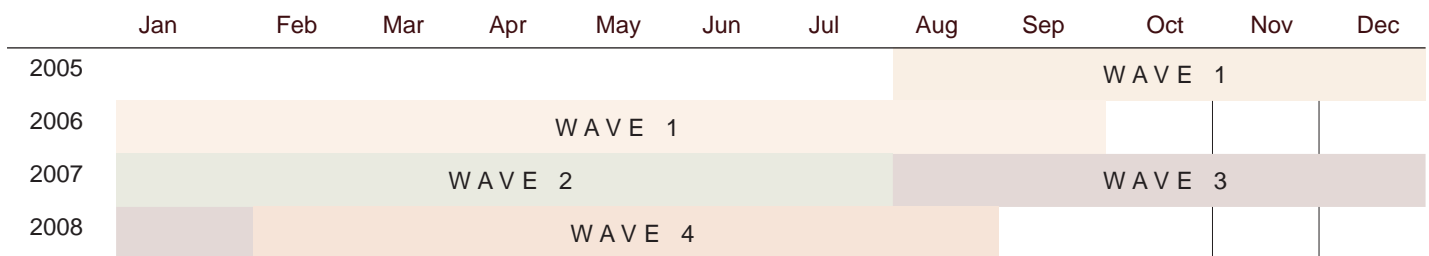 Jan Feb Mar Apr May Jun Jul Aug Sep Oct Nov Dec
2005 WAVE 1
2006 WAVE 1
2007 WAVE 2 WAVE 3
2008 WAVE 4